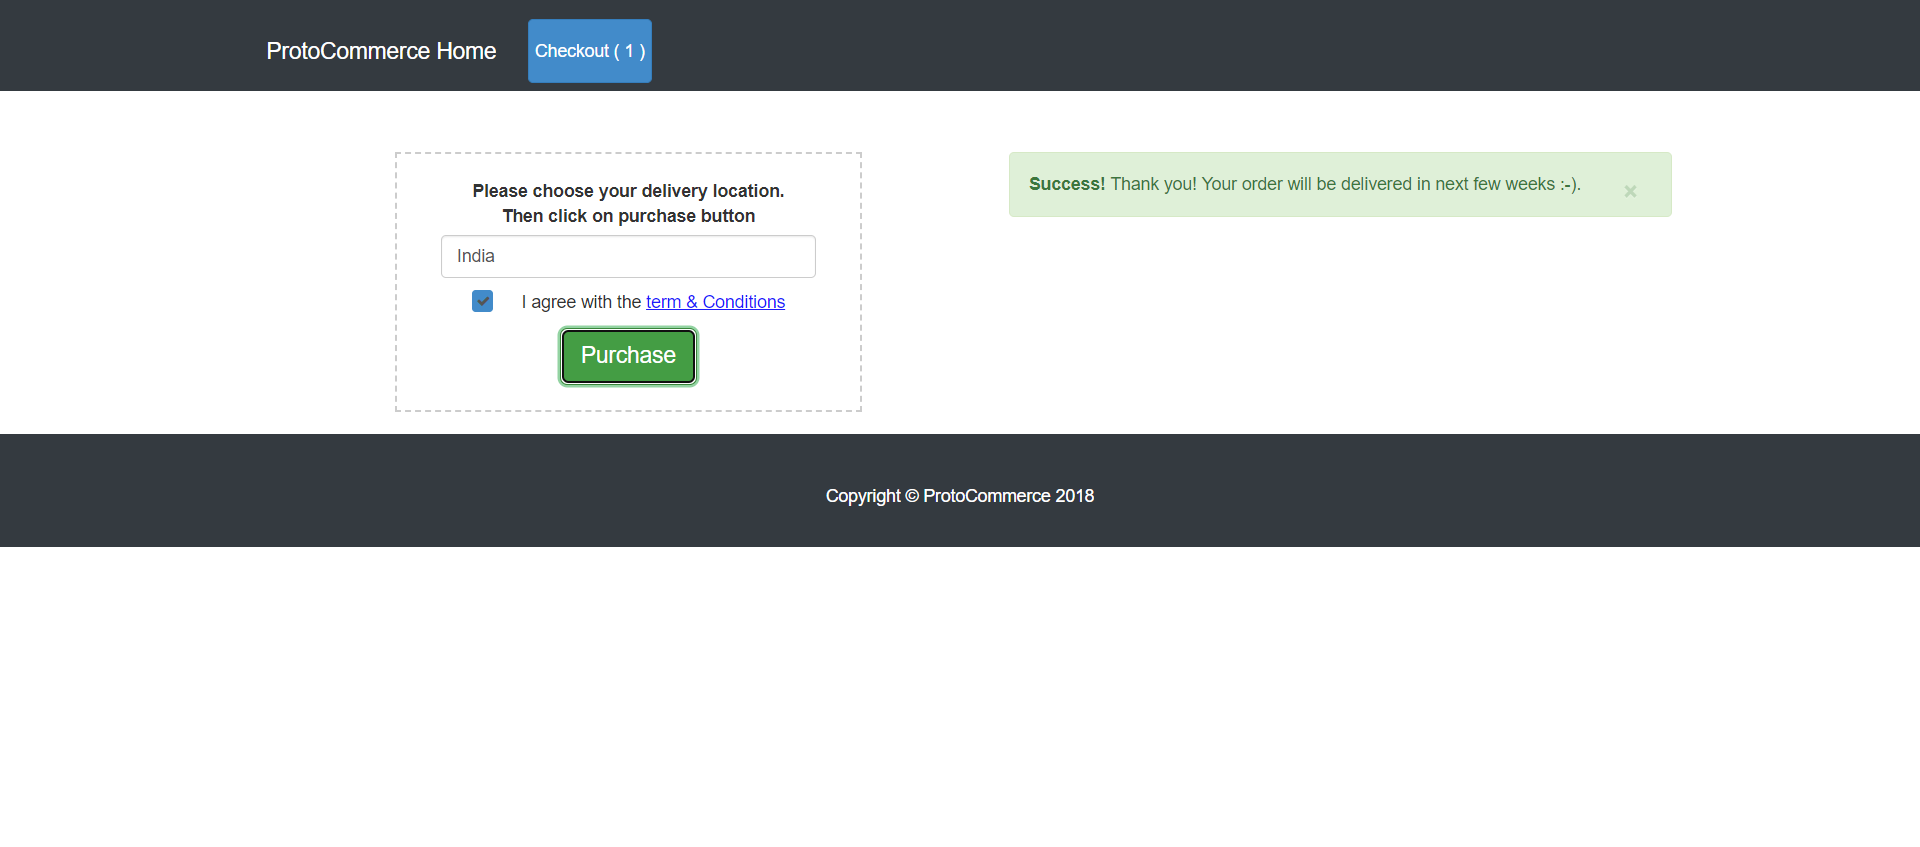 ProtoCommerce Home
Checkout ( 1 )
Please choose your delivery location.
Then click on purchase button
India
I agree with the term & Conditions
Purchase
Success! Thank you! Your order will be delivered in next few weeks :-).
×
Copyright © ProtoCommerce 2018